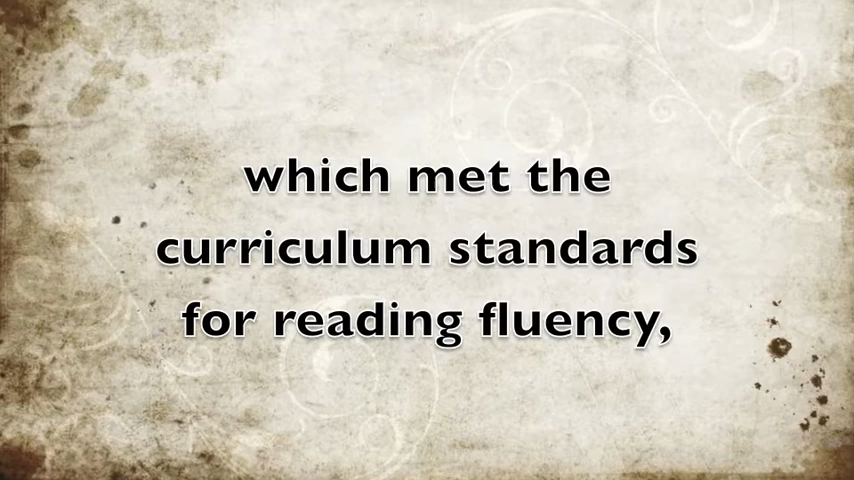 which met the
curriculum standards
for reading fluency,